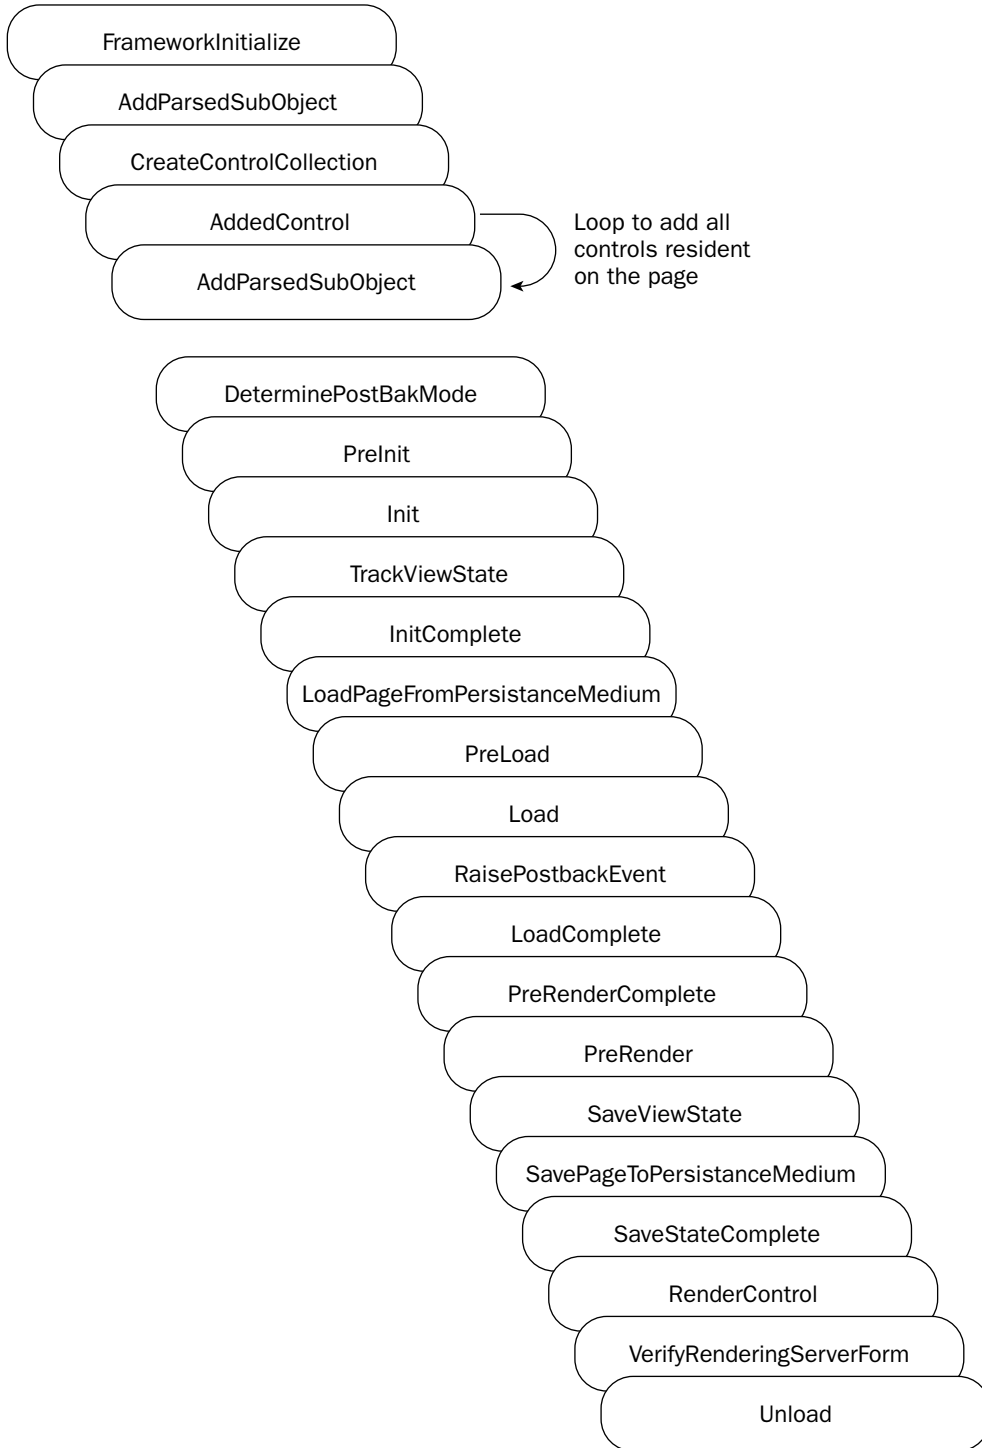 FrameworkInitialize
AddParsedSubObject
CreateControlCollection
AddedControl
Loop to add all
controls resident
on the page
AddParsedSubObject
DeterminePostBakMode
PreInit
Init
TrackViewState
InitComplete
LoadPageFromPersistanceMedium
PreLoad
Load
RaisePostbackEvent
LoadComplete
PreRenderComplete
PreRender
SaveViewState
SavePageToPersistanceMedium
SaveStateComplete
RenderControl
VerifyRenderingServerForm
Unload